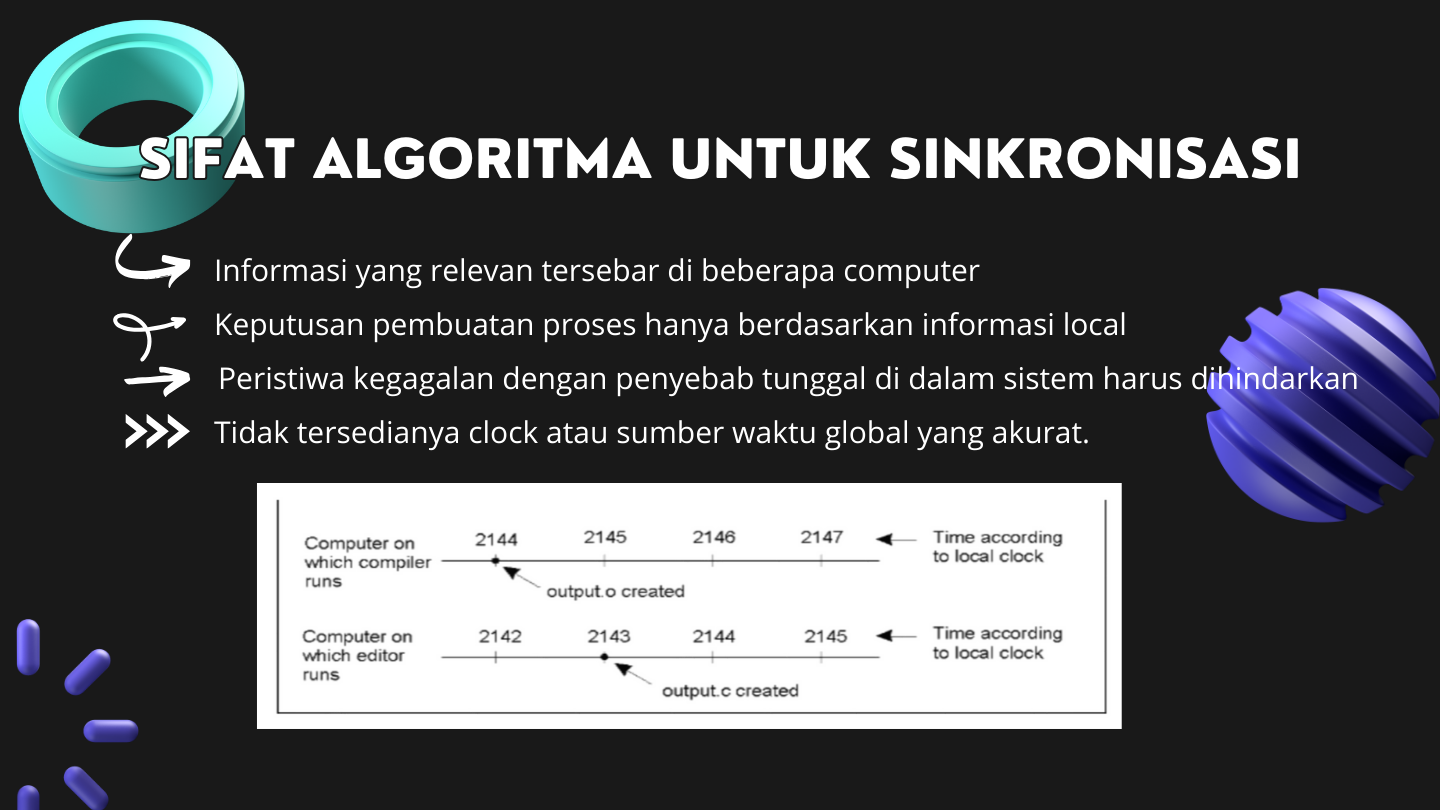 SIFAT ALGORITMA UNTUK SINKRONISASI
Informasi yang relevan tersebar di beberapa computer
Keputusan pembuatan proses hanya berdasarkan informasi local
Peristiwa kegagalan dengan penyebab tunggal di dalam sistem harus dihindarkan
Tidak tersedianya clock atau sumber waktu global yang akurat.
Computer on
which compiler
runs
2144 2145 2146 2147
Time according
to local clock
output.o created
Computer on
which editor
runs
2142 2143 2144 2145
Time according
to local clock
output.c created